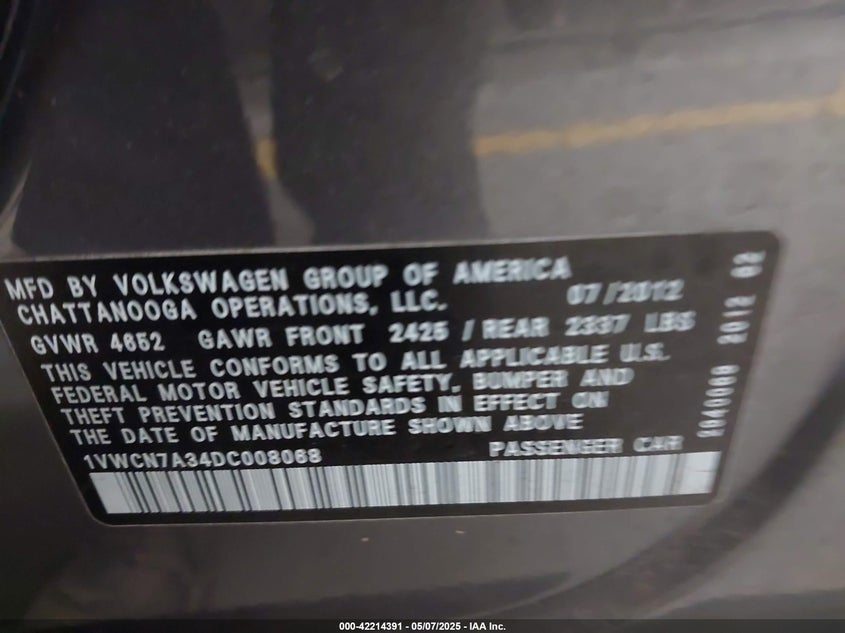 MFD BY VOLKSWAGEN GROUP OF AMERICA
CHATTANOOGA OPERATIONS, LLC. 07/2012
GVWR 4652 GAWR FRONT 2425 / REAR 2337 LBS
THIS VEHICLE CONFORMS TO ALL APPLICABLE U.S.
FEDERAL MOTOR VEHICLE SAFETY, BUMPER AND
THEFT PREVENTION STANDARDS IN EFFECT ON
THE DATE OF MANUFACTURE SHOWN ABOVE
1VWCN7A34DC008068 PASSENGER CAR
2012 02
000-42214391 - 05/07/2025 - IAA Inc.